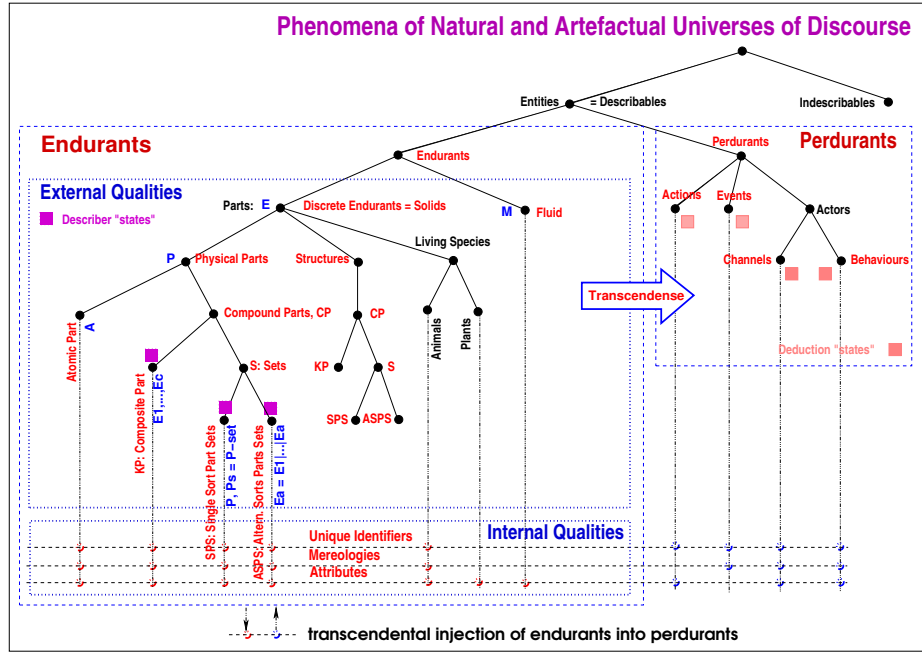 Phenomena of Natural and Artefactual Universes of Discourse
Entities = Describables
Indescribables
Endurants
Endurants
Perdurants
Perdurants
External Qualities
Describer "states"
Parts: E
Discrete Endurants = Solids
M
Fluid
Actions
Events
Actors
P
Physical Parts
Structures
Living Species
Channels
Behaviours
Transcendense
A
Atomic Part
Compound Parts, CP
CP
Animals
Plants
Deduction "states"
KP: Composite Part
E1,...,Ec
S: Sets
KP
S
SPS
ASPS
SPS: Single Sort Part Sets
P, Ps = P-set
ASPS: Altern. Sorts Parts Sets
Ea = E1|...|Ea
Internal Qualities
Unique Identifiers
Mereologies
Attributes
transcendental injection of endurants into perdurants